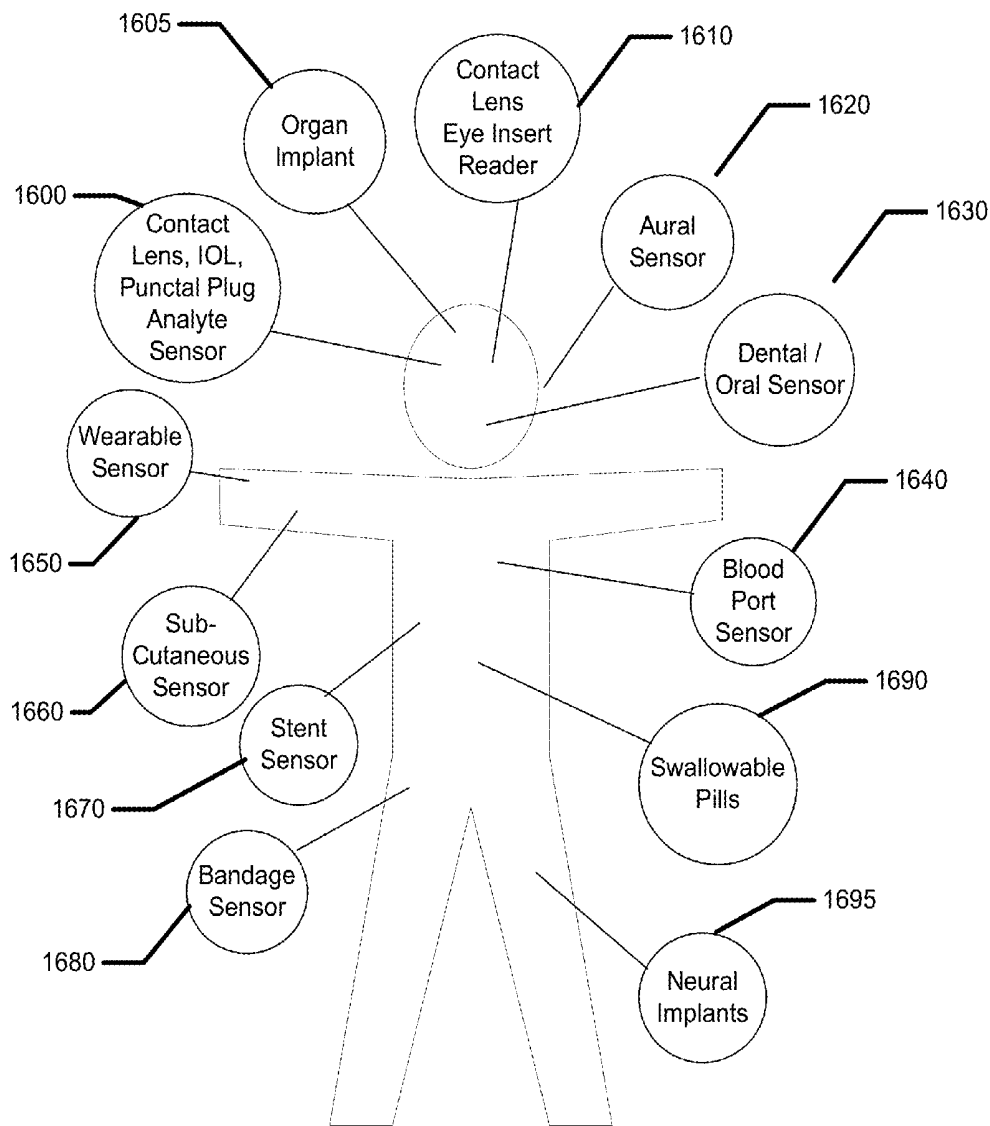 1605
1610
Organ
Implant
Contact
Lens
Eye Insert
Reader
1620
1600
Contact
Lens, IOL,
Punctal Plug
Analyte
Sensor
Aural
Sensor
1630
Dental /
Oral Sensor
Wearable
Sensor
1650
1640
Blood
Port
Sensor
Sub-
Cutaneous
Sensor
1660
Stent
Sensor
1670
1690
Swallowable
Pills
Bandage
Sensor
1680
1695
Neural
Implants